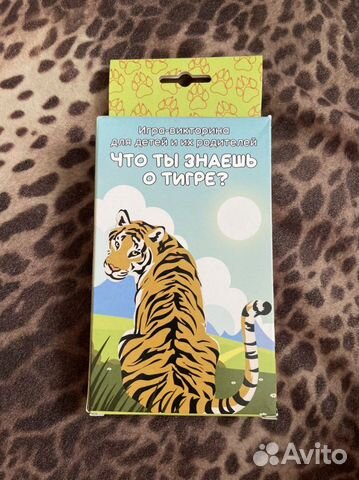 Игра-викторина
для детей и их родителей
ЧТО ТЫ ЗНАЕШЬ
О ТИГРЕ?
Avito